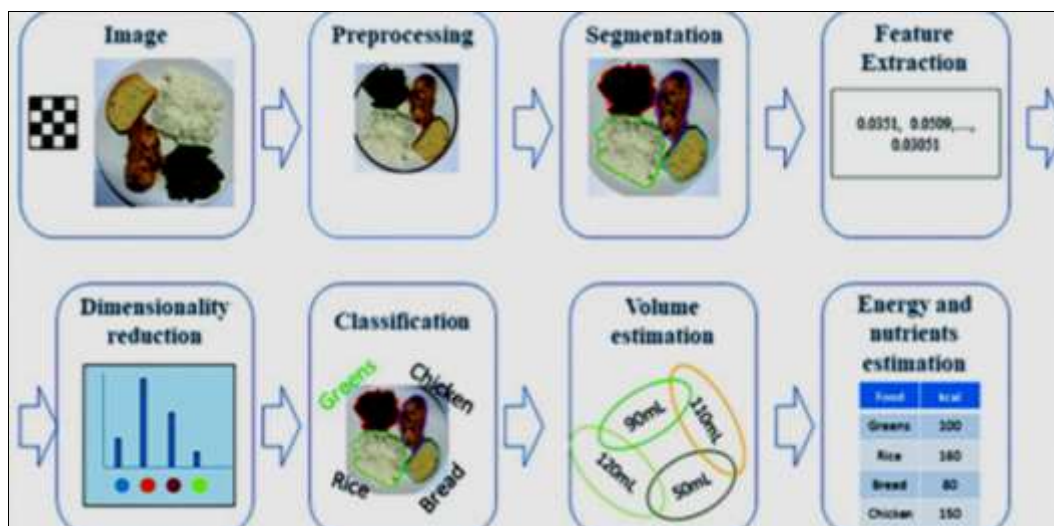 Image
Preprocessing
Segmentation
Feature
Extraction
0.0351, 0.0509,...,
0.03051
Dimensionality
reduction
Classification
Greens
Chicken
Rice
Bread
Volume
estimation
90mL
110mL
120mL
50mL
Energy and
nutrients
estimation
Food kcal
Greens 100
Rice 160
Bread 80
Chicken 150